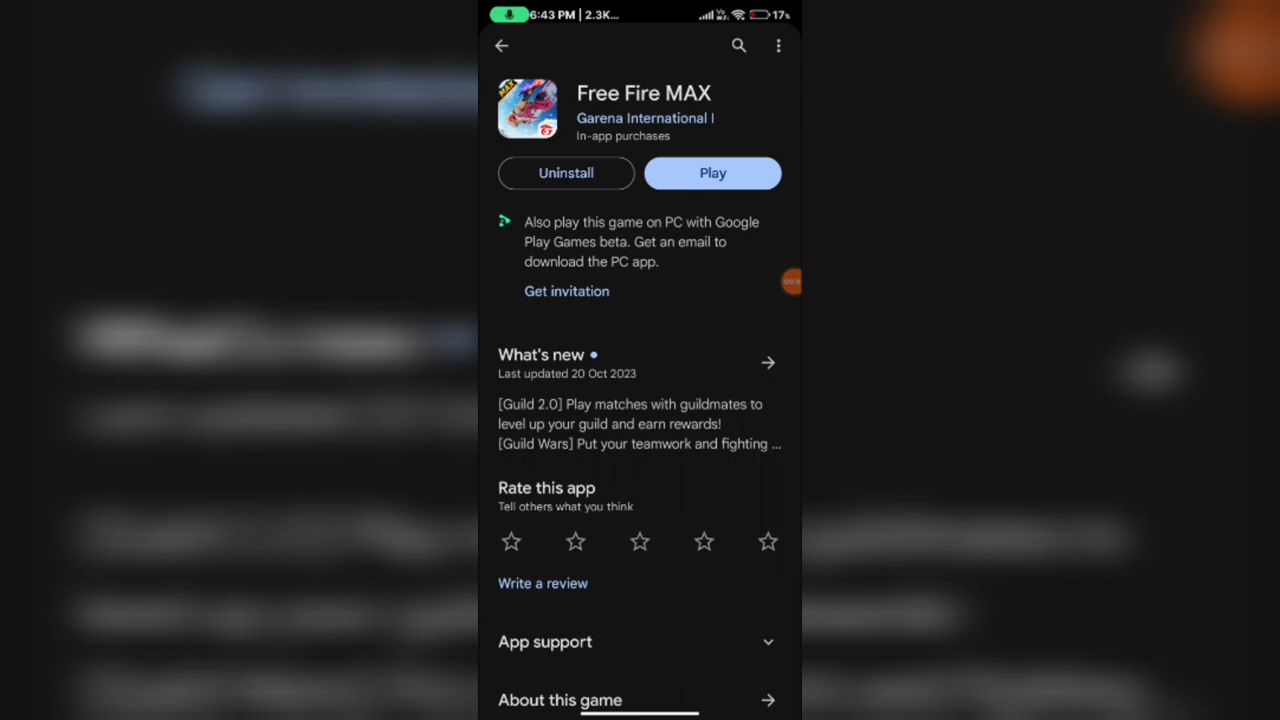 6:43 PM | 2.3K...
17%
MAX
Free Fire MAX
Garena International I
In-app purchases
Uninstall
Play
Also play this game on PC with Google
Play Games beta. Get an email to
download the PC app.
Get invitation
What's new
Last updated 20 Oct 2023
[Guild 2.0] Play matches with guildmates to
level up your guild and earn rewards!
[Guild Wars] Put your teamwork and fighting ...
Rate this app
Tell others what you think
Write a review
App support
About this game